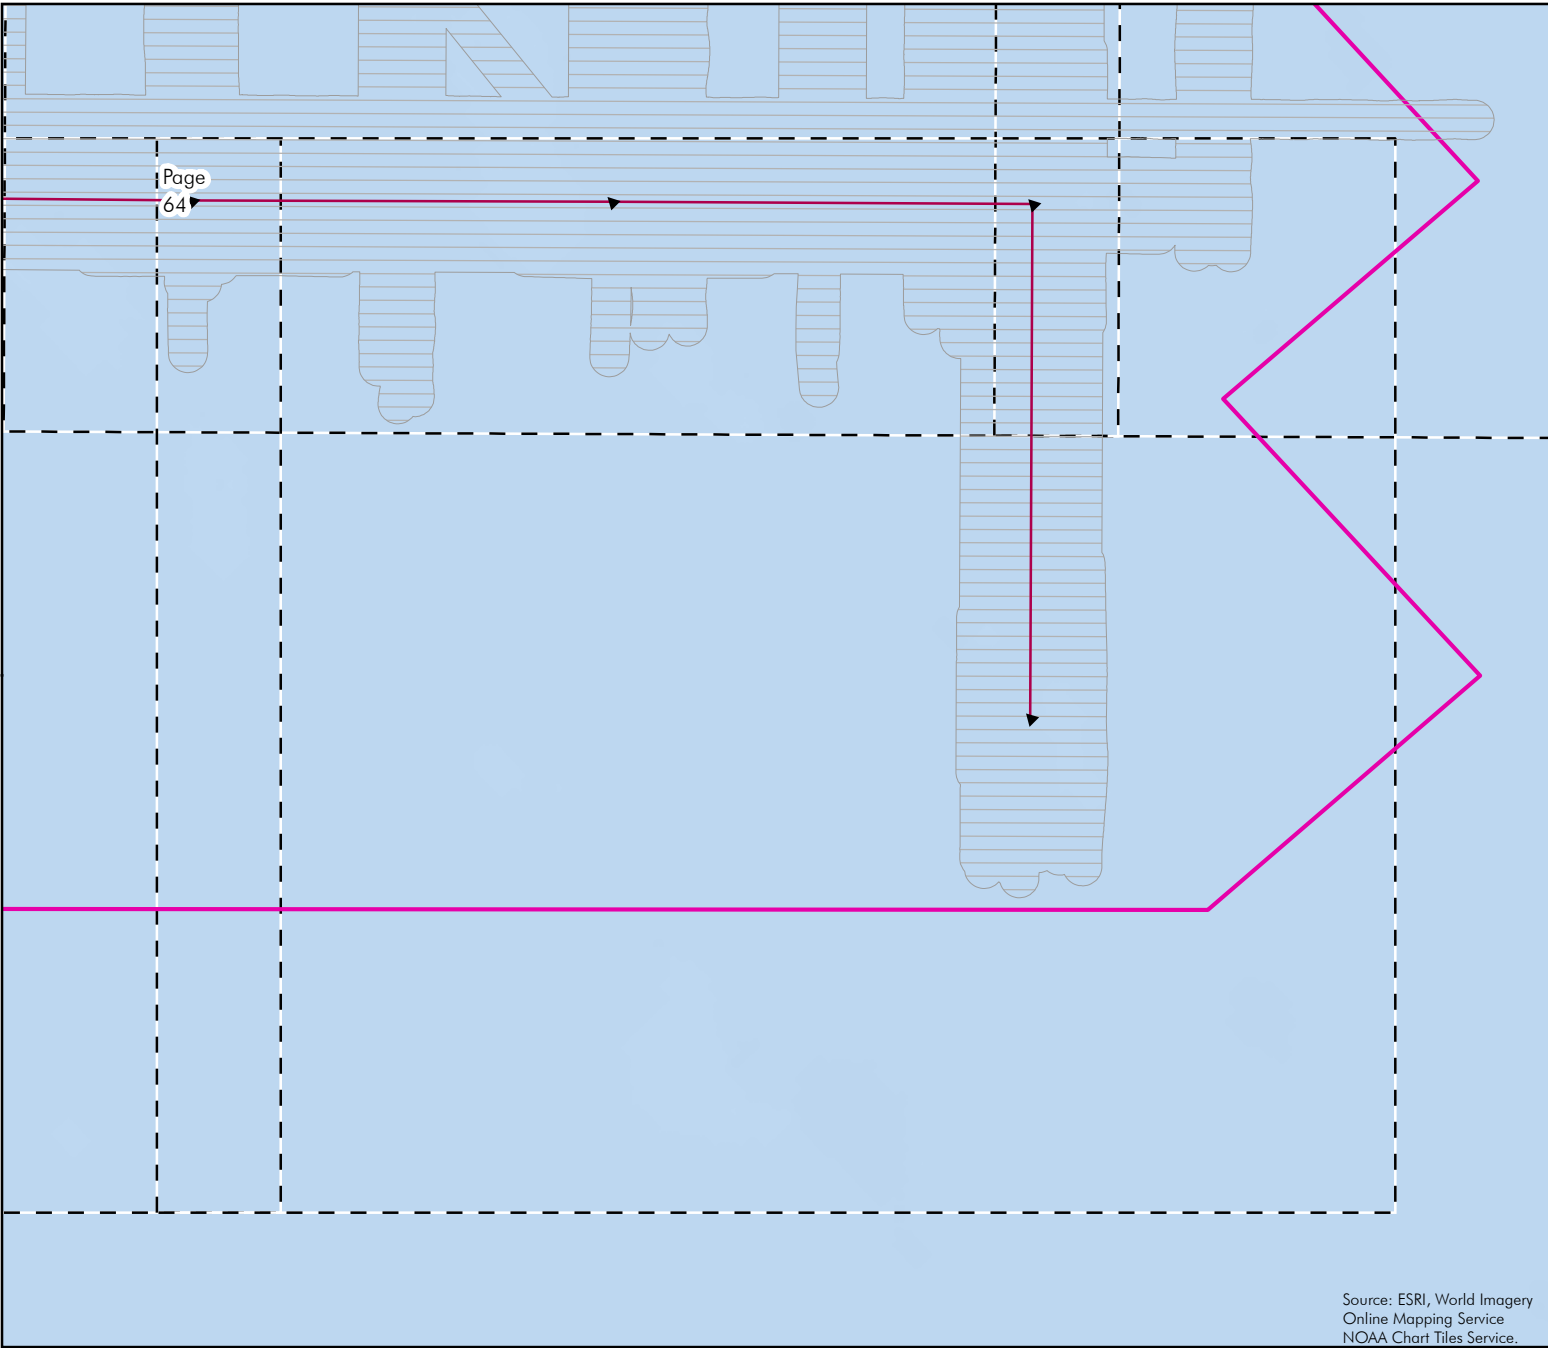 Page
64
Source: ESRI, World Imagery
Online Mapping Service
NOAA Chart Tiles Service.